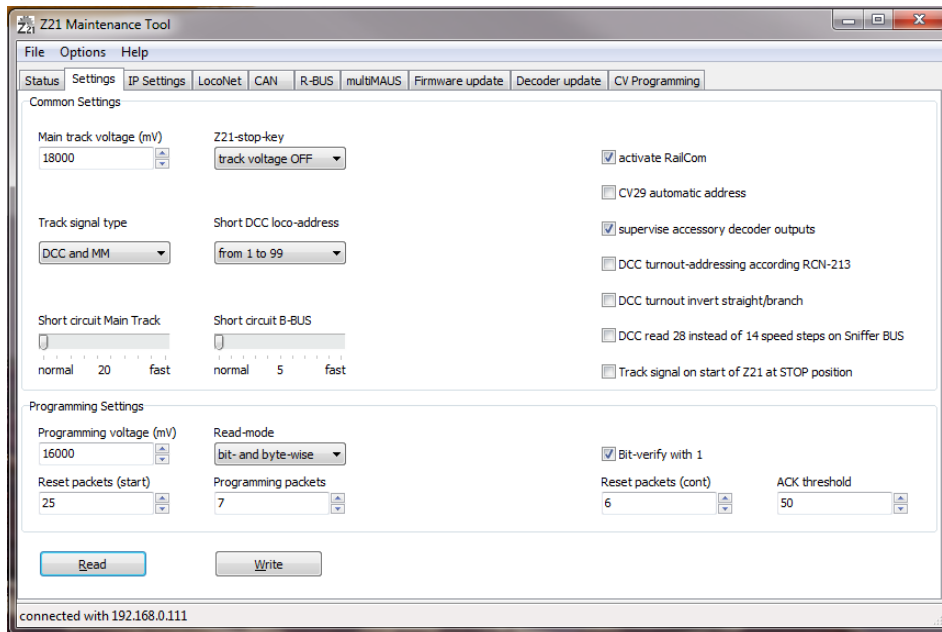 Z21 Maintenance Tool
File Options Help
Status Settings IP Settings LocoNet CAN R-BUS multiMAUS Firmware update Decoder update CV Programming
Common Settings
Main track voltage (mV) Z21-stop-key
18000 track voltage OFF activate RailCom
CV29 automatic address
Track signal type Short DCC loco-address supervise accessory decoder outputs
DCC and MM from 1 to 99 DCC turnout-addressing according RCN-213
DCC turnout invert straight/branch
Short circuit Main Track Short circuit B-BUS
DCC read 28 instead of 14 speed steps on Sniffer BUS
normal 20 fast normal 5 fast Track signal on start of Z21 at STOP position
Programming Settings
Programming voltage (mV) Read-mode
16000 bit- and byte-wise Bit-verify with 1
Reset packets (start) Programming packets Reset packets (cont) ACK threshold
25 7 6 50
Read Write
connected with 192.168.0.111